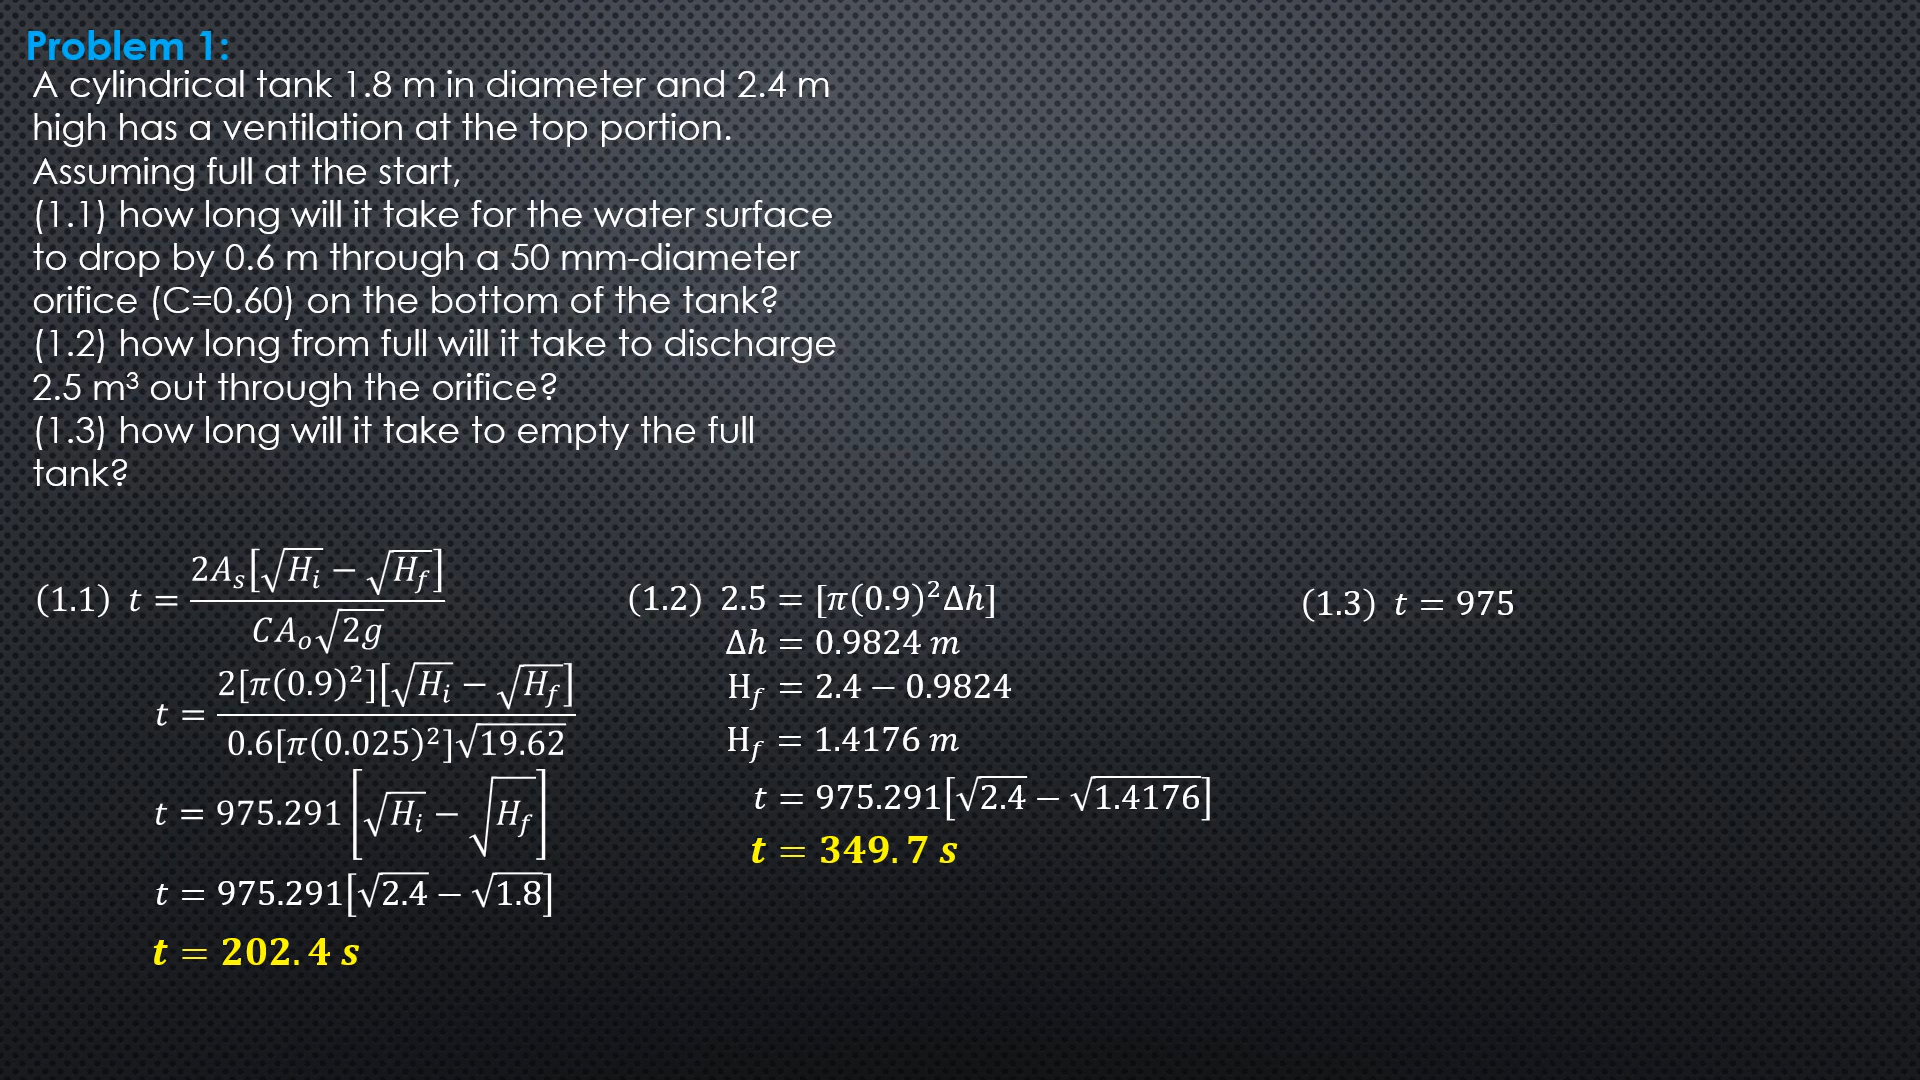 Problem 1:
A cylindrical tank 1.8 m in diameter and 2.4 m
high has a ventilation at the top portion.
Assuming full at the start,
(1.1) how long will it take for the water surface
to drop by 0.6 m through a 50 mm-diameter
orifice (C=0.60) on the bottom of the tank?
(1.2) how long from full will it take to discharge
2.5 m³ out through the orifice?
(1.3) how long will it take to empty the full
tank?
(1.1) t = 2A_s[√H_i − √H_f] / CA_o√2g
t = 2[π(0.9)²][√H_i − √H_f] / 0.6[π(0.025)²]√19.62
t = 975.291[√H_i − √H_f]
t = 975.291[√2.4 − √1.8]
t = 202.4 s
(1.2) 2.5 = [π(0.9)²Δh]
Δh = 0.9824 m
H_f = 2.4 − 0.9824
H_f = 1.4176 m
t = 975.291[√2.4 − √1.4176]
t = 349.7 s
(1.3) t = 975